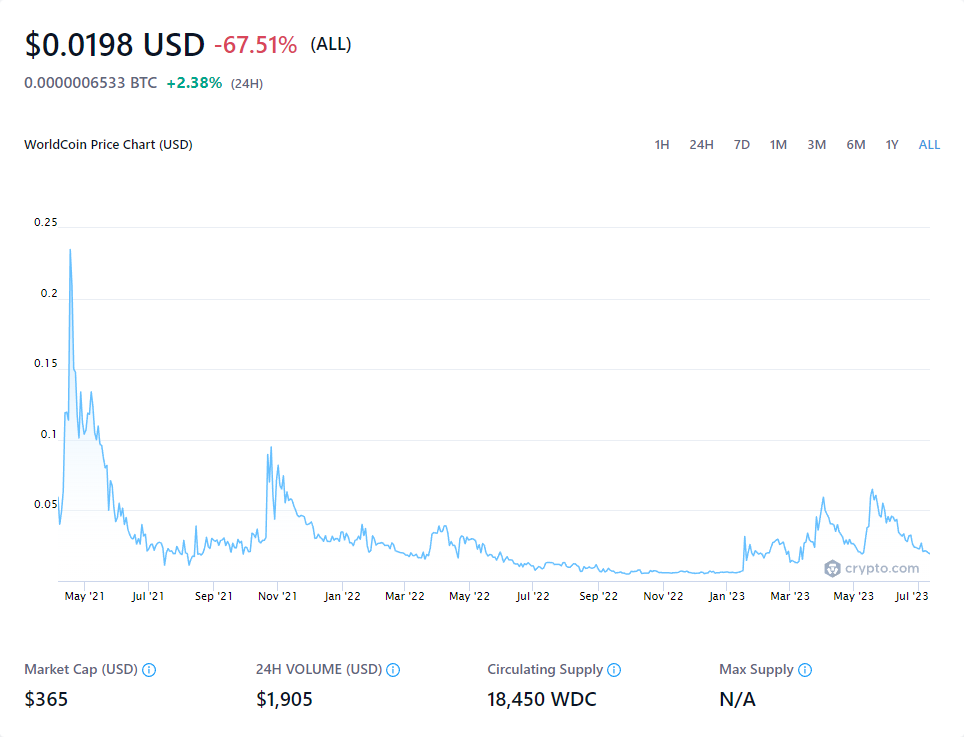 $0.0198 USD -67.51% (ALL)
0.0000006533 BTC +2.38% (24H)
WorldCoin Price Chart (USD) 1H 24H 7D 1M 3M 6M 1Y ALL
0.25
0.2
0.15
0.1
0.05
crypto.com
May '21 Jul '21 Sep '21 Nov '21 Jan '22 Mar '22 May '22 Jul '22 Sep '22 Nov '22 Jan '23 Mar '23 May '23 Jul '23
Market Cap (USD) 24H VOLUME (USD) Circulating Supply Max Supply
$365 $1,905 18,450 WDC N/A